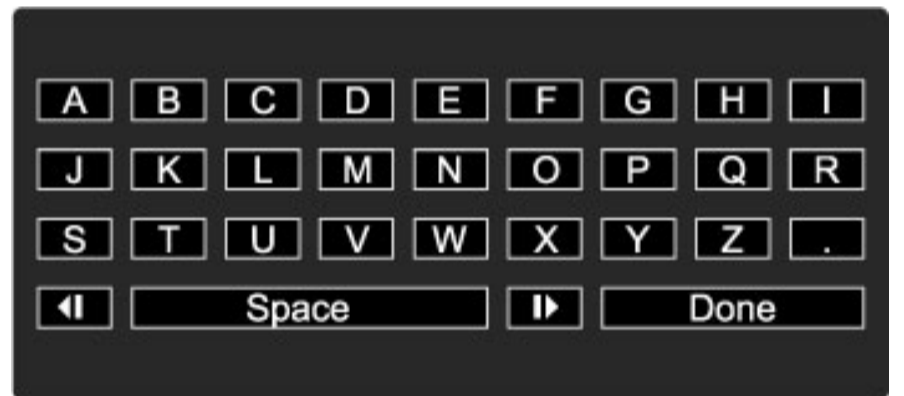 A B C D E F G H I
J K L M N O P Q R
S T U V W X Y Z .
Space Done